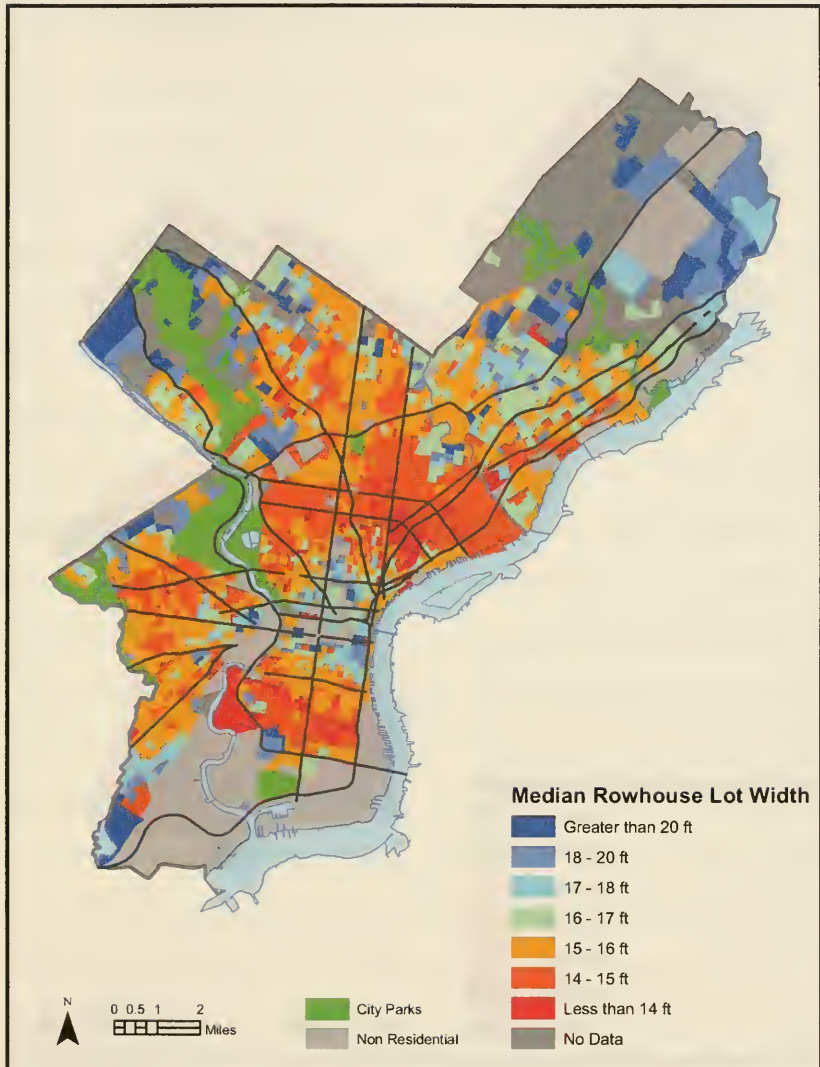 Median Rowhouse Lot Width
Greater than 20 ft
18 - 20 ft
17 - 18 ft
16 - 17 ft
15 - 16 ft
14 - 15 ft
Less than 14 ft
No Data
City Parks
Non Residential
N
0 0.5 1 2
Miles